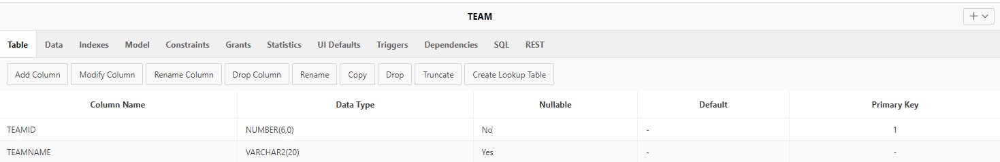 TEAM
Table Data Indexes Model Constraints Grants Statistics UI Defaults Triggers Dependencies SQL REST
Add Column Modify Column Rename Column Drop Column Rename Copy Drop Truncate Create Lookup Table
Column Name Data Type Nullable Default Primary Key
TEAMID NUMBER(6,0) No - 1
TEAMNAME VARCHAR2(20) Yes - -